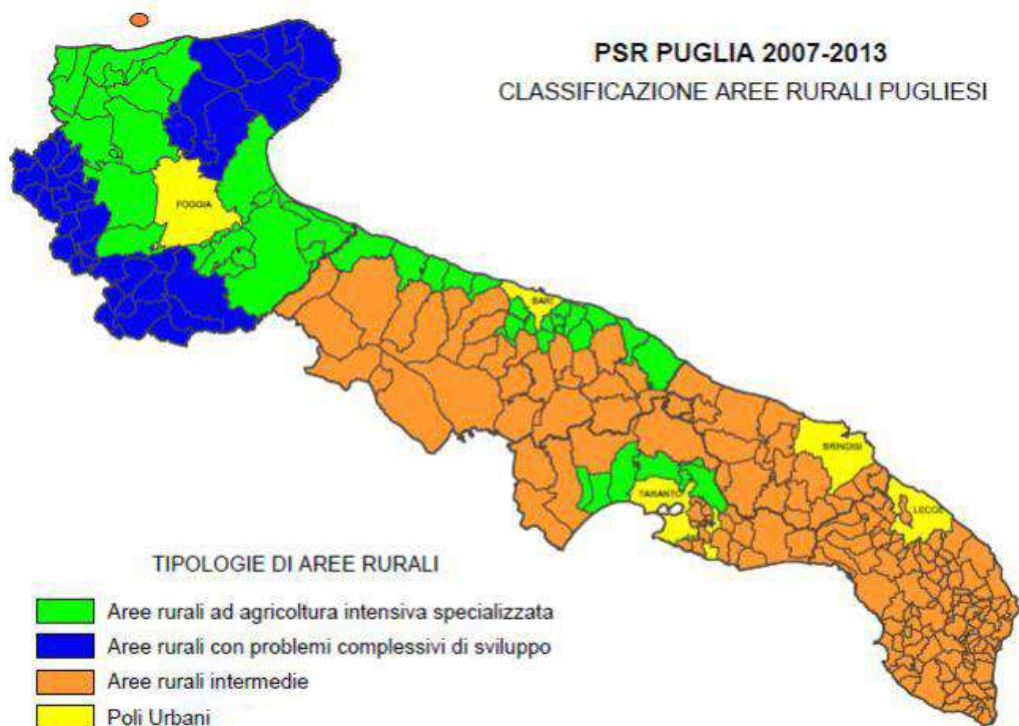 PSR PUGLIA 2007-2013
CLASSIFICAZIONE AREE RURALI PUGLIESI
FOGGIA
BARI
BRINDISI
TARANTO
LECCE
TIPOLOGIE DI AREE RURALI
Aree rurali ad agricoltura intensiva specializzata
Aree rurali con problemi complessivi di sviluppo
Aree rurali intermedie
Poli Urbani